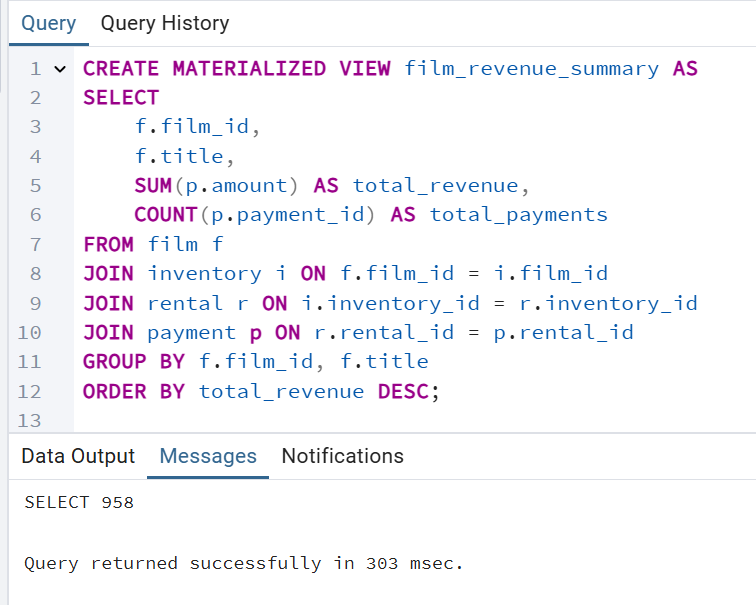 Query Query History
1 CREATE MATERIALIZED VIEW film_revenue_summary AS
2 SELECT
3 f.film_id,
4 f.title,
5 SUM(p.amount) AS total_revenue,
6 COUNT(p.payment_id) AS total_payments
7 FROM film f
8 JOIN inventory i ON f.film_id = i.film_id
9 JOIN rental r ON i.inventory_id = r.inventory_id
10 JOIN payment p ON r.rental_id = p.rental_id
11 GROUP BY f.film_id, f.title
12 ORDER BY total_revenue DESC;
13
Data Output Messages Notifications
SELECT 958
Query returned successfully in 303 msec.